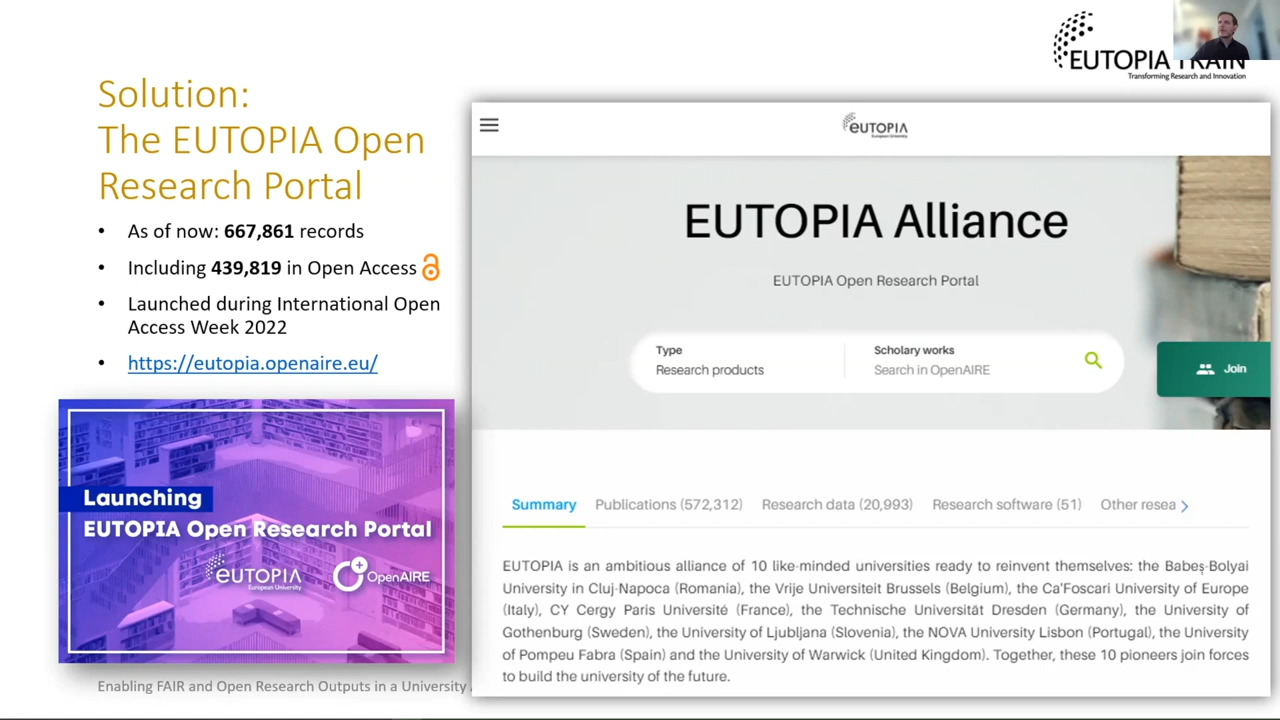 EUTOPIA TRAIN
Transforming Research and Innovation
Solution:
The EUTOPIA Open
Research Portal
• As of now: 667,861 records
• Including 439,819 in Open Access
• Launched during International Open
Access Week 2022
• https://eutopia.openaire.eu/
Launching
EUTOPIA Open Research Portal
EUTOPIA
European University
OpenAIRE
Enabling FAIR and Open Research Outputs in a University
EUTOPIA
European University
EUTOPIA Alliance
EUTOPIA Open Research Portal
Type
Research products
Scholary works
Search in OpenAIRE
Join
Summary Publications (572,312) Research data (20,993) Research software (51) Other resea
EUTOPIA is an ambitious alliance of 10 like-minded universities ready to reinvent themselves: the Babeş-Bolyai
University in Cluj-Napoca (Romania), the Vrije Universiteit Brussels (Belgium), the Ca'Foscari University of Europe
(Italy), CY Cergy Paris Université (France), the Technische Universität Dresden (Germany), the University of
Gothenburg (Sweden), the University of Ljubljana (Slovenia), the NOVA University Lisbon (Portugal), the University
of Pompeu Fabra (Spain) and the University of Warwick (United Kingdom). Together, these 10 pioneers join forces
to build the university of the future.